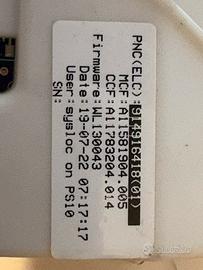 PNC(ELC):914916418(01)
MCF:A11581904.005
CCF:A11783204.014
Firmware:WL130043
Date:19-07-22 07:17:17
User:sysloc on PS10
SN:
subito